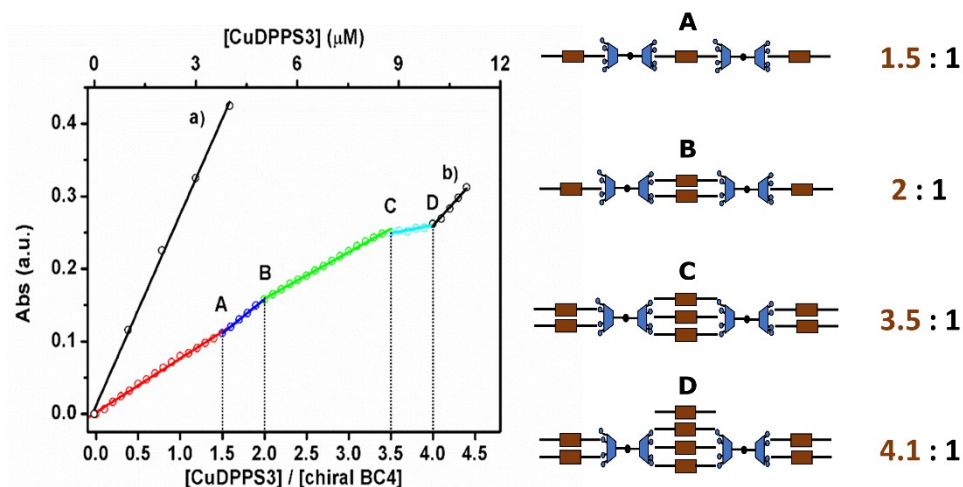 [CuDPPS3] (μM)
0 3 6 9 12
Abs (a.u.)
0.4
0.3
0.2
0.1
0.0
a)
b)
A
B
C
D
0.0 0.5 1.0 1.5 2.0 2.5 3.0 3.5 4.0 4.5
[CuDPPS3] / [chiral BC4]
A
1.5 : 1
B
2 : 1
C
3.5 : 1
D
4.1 : 1